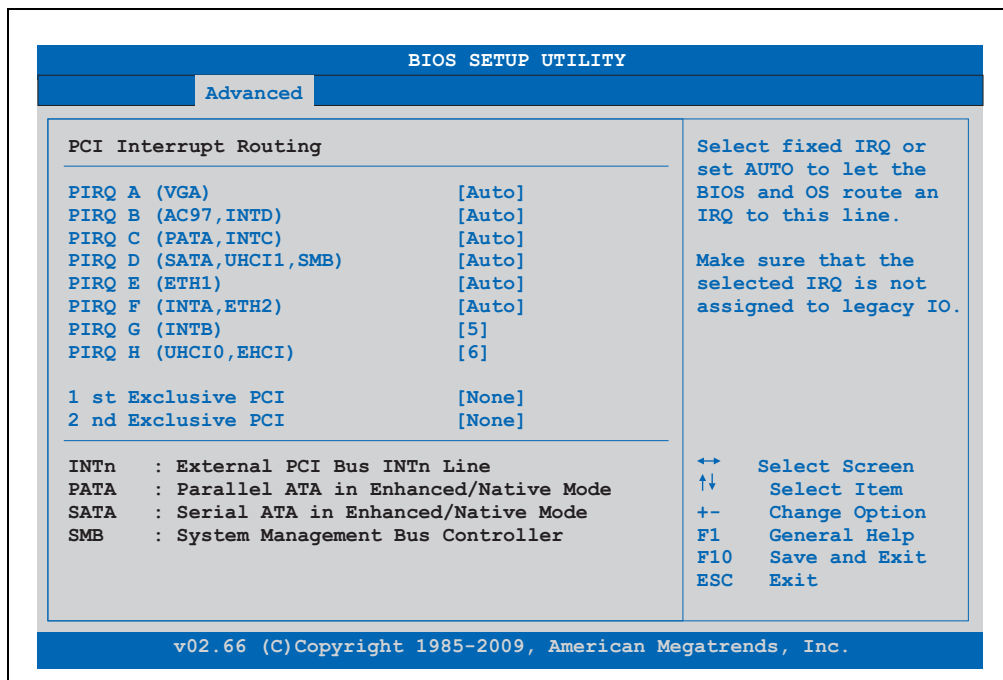 BIOS SETUP UTILITY
Advanced
PCI Interrupt Routing
PIRQ A (VGA) [Auto]
PIRQ B (AC97,INTD) [Auto]
PIRQ C (PATA,INTC) [Auto]
PIRQ D (SATA,UHCI1,SMB) [Auto]
PIRQ E (ETH1) [Auto]
PIRQ F (INTA,ETH2) [Auto]
PIRQ G (INTB) [5]
PIRQ H (UHCI0,EHCI) [6]
1 st Exclusive PCI [None]
2 nd Exclusive PCI [None]
INTn : External PCI Bus INTn Line
PATA : Parallel ATA in Enhanced/Native Mode
SATA : Serial ATA in Enhanced/Native Mode
SMB : System Management Bus Controller
Select fixed IRQ or
set AUTO to let the
BIOS and OS route an
IRQ to this line.
Make sure that the
selected IRQ is not
assigned to legacy IO.
↔ Select Screen
↑↓ Select Item
+- Change Option
F1 General Help
F10 Save and Exit
ESC Exit
v02.66 (C)Copyright 1985-2009, American Megatrends, Inc.